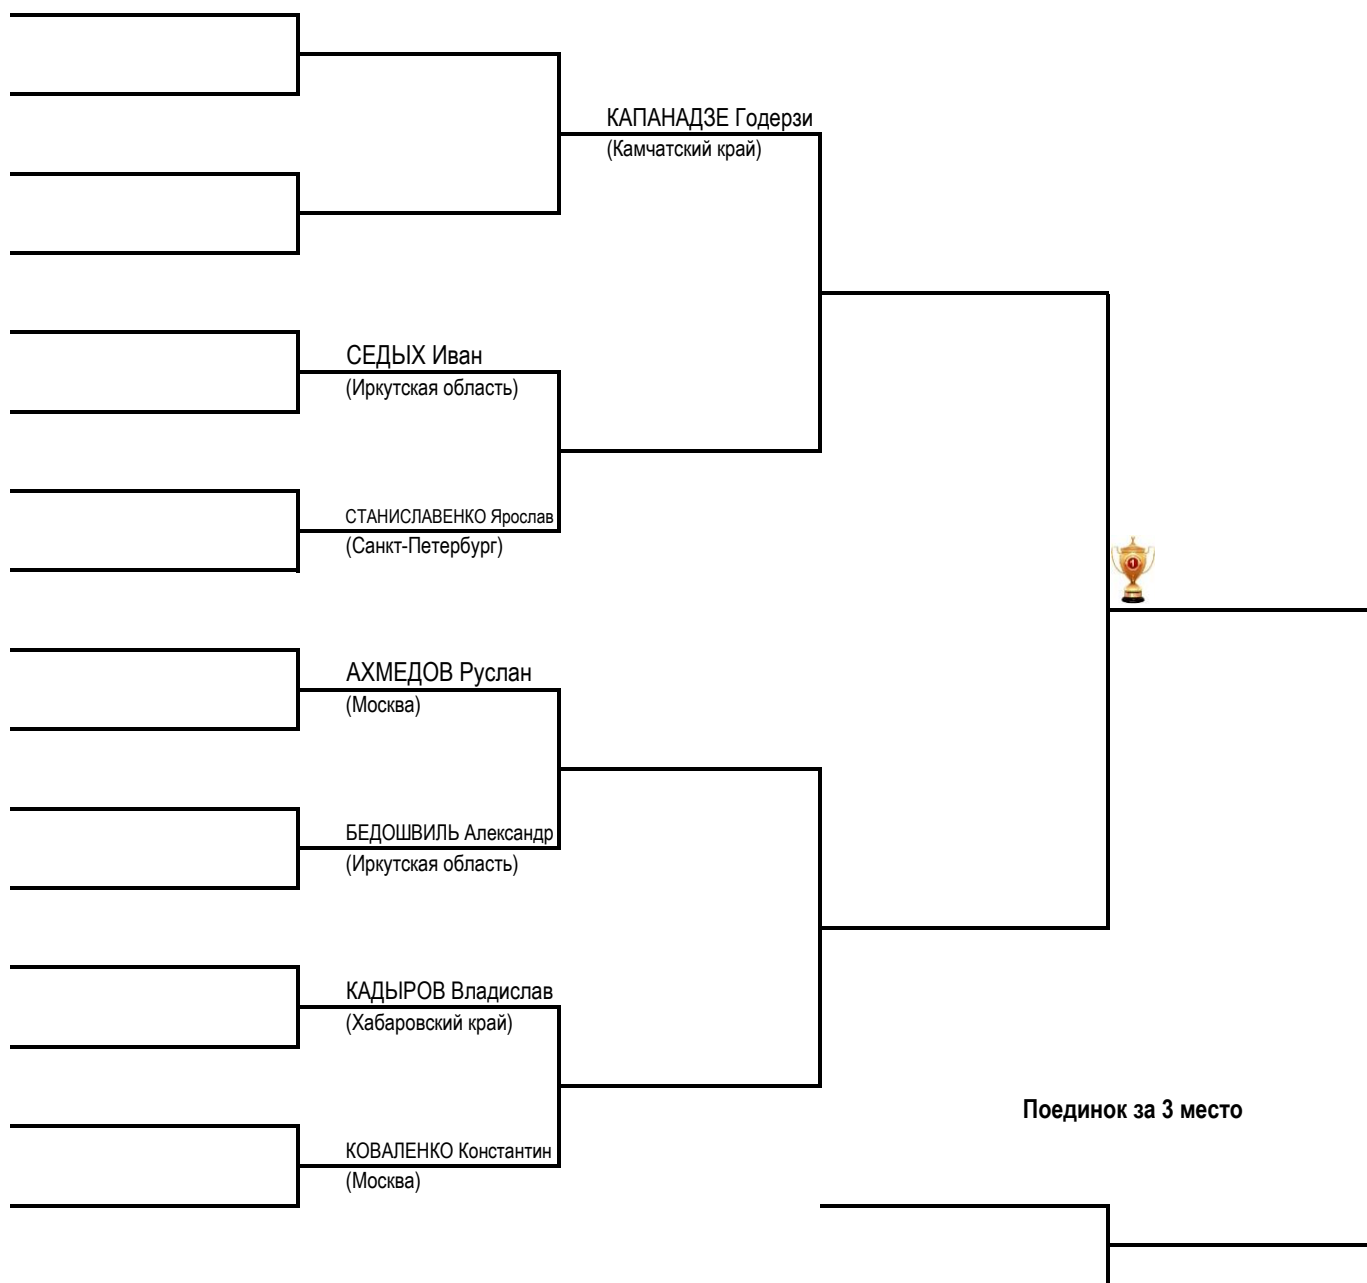 КАПАНАДЗЕ Годерзи
(Камчатский край)
СЕДЫХ Иван
(Иркутская область)
СТАНИСЛАВЕНКО Ярослав
(Санкт-Петербург)
1
АХМЕДОВ Руслан
(Москва)
БЕДОШВИЛЬ Александр
(Иркутская область)
КАДЫРОВ Владислав
(Хабаровский край)
Поединок за 3 место
КОВАЛЕНКО Константин
(Москва)